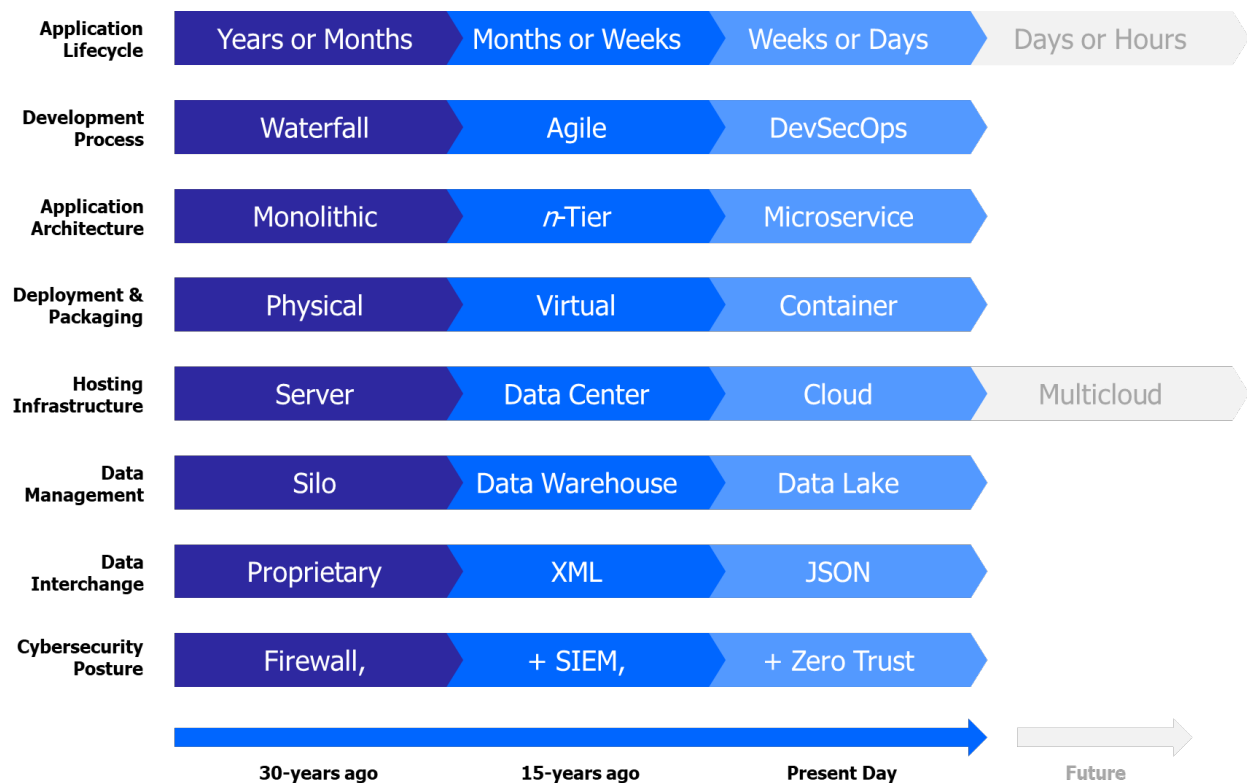 Application
Lifecycle
Years or Months
Months or Weeks
Weeks or Days
Days or Hours
Development
Process
Waterfall
Agile
DevSecOps
Application
Architecture
Monolithic
n-Tier
Microservice
Deployment &
Packaging
Physical
Virtual
Container
Hosting
Infrastructure
Server
Data Center
Cloud
Multicloud
Data
Management
Silo
Data Warehouse
Data Lake
Data
Interchange
Proprietary
XML
JSON
Cybersecurity
Posture
Firewall,
+ SIEM,
+ Zero Trust
30-years ago
15-years ago
Present Day
Future